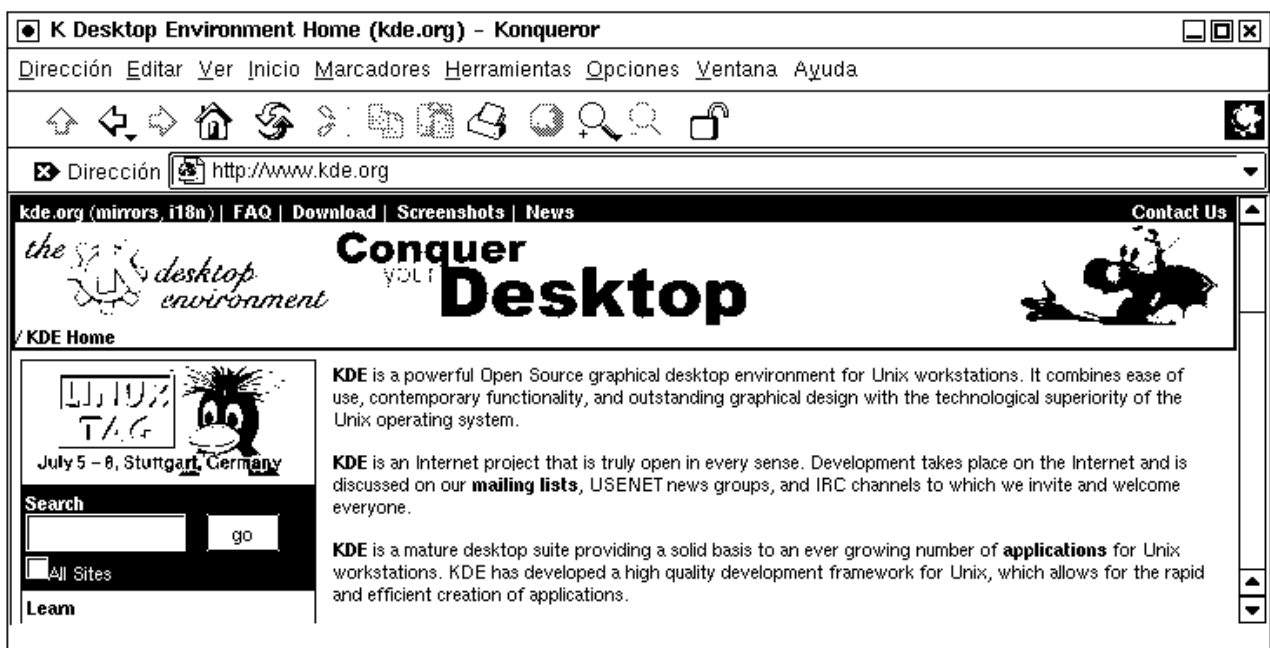 K Desktop Environment Home (kde.org) – Konqueror
Dirección Editar Ver Inicio Marcadores Herramientas Opciones Ventana Ayuda
Dirección http://www.kde.org
kde.org (mirrors, i18n) | FAQ | Download | Screenshots | News Contact Us
the
desktop
environment
Conquer
your
Desktop
/ KDE Home
LINUX
TAG
July 5 – 8, Stuttgart, Germany
Search
go
All Sites
Learn
KDE is a powerful Open Source graphical desktop environment for Unix workstations. It combines ease of
use, contemporary functionality, and outstanding graphical design with the technological superiority of the
Unix operating system.
KDE is an Internet project that is truly open in every sense. Development takes place on the Internet and is
discussed on our mailing lists, USENET news groups, and IRC channels to which we invite and welcome
everyone.
KDE is a mature desktop suite providing a solid basis to an ever growing number of applications for Unix
workstations. KDE has developed a high quality development framework for Unix, which allows for the rapid
and efficient creation of applications.